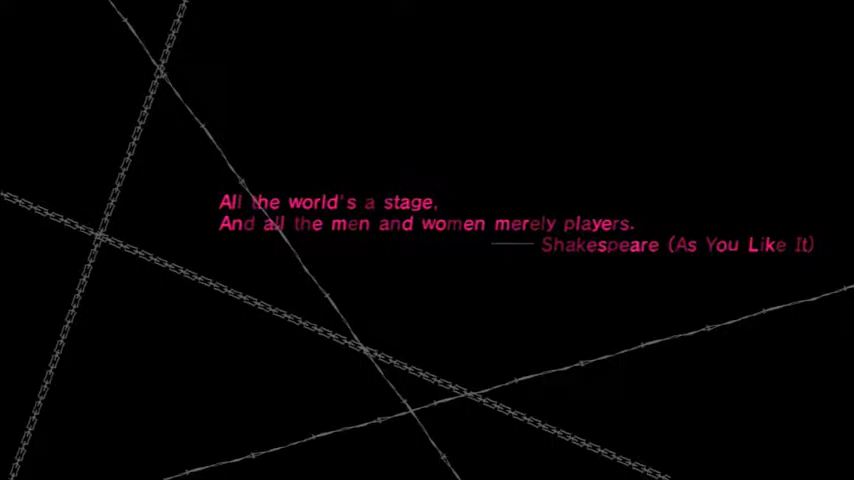 All the world's a stage,
And all the men and women merely players.
—— Shakespeare (As You Like It)